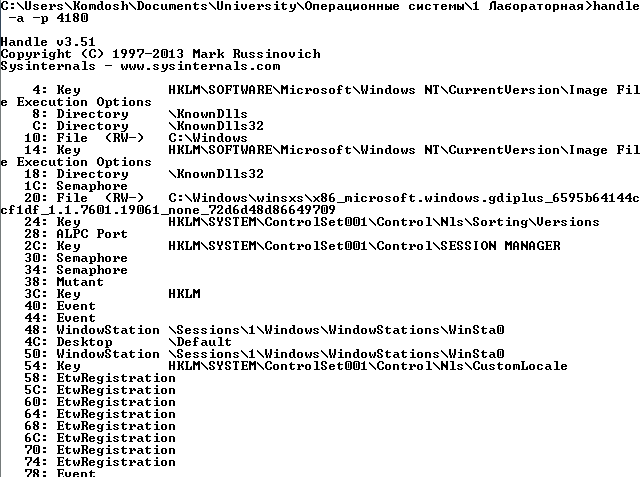 C:\Users\Komdosh\Documents\University\Операционные системы\1 Лабораторная>handle
 -a -p 4180

Handle v3.51
Copyright (C) 1997-2013 Mark Russinovich
Sysinternals - www.sysinternals.com

    4: Key           HKLM\SOFTWARE\Microsoft\Windows NT\CurrentVersion\Image Fil
e Execution Options
    8: Directory     \KnownDlls
    C: Directory     \KnownDlls32
   10: File  (RW-)   C:\Windows
   14: Key           HKLM\SOFTWARE\Microsoft\Windows NT\CurrentVersion\Image Fil
e Execution Options
   18: Directory     \KnownDlls32
   1C: Semaphore
   20: File  (RW-)   C:\Windows\winsxs\x86_microsoft.windows.gdiplus_6595b64144c
cf1df_1.1.7601.19061_none_72d6d48d86649709
   24: Key           HKLM\SYSTEM\ControlSet001\Control\Nls\Sorting\Versions
   28: ALPC Port
   2C: Key           HKLM\SYSTEM\ControlSet001\Control\SESSION MANAGER
   30: Semaphore
   34: Semaphore
   38: Mutant
   3C: Key           HKLM
   40: Event
   44: Event
   48: WindowStation \Sessions\1\Windows\WindowStations\WinSta0
   4C: Desktop       \Default
   50: WindowStation \Sessions\1\Windows\WindowStations\WinSta0
   54: Key           HKLM\SYSTEM\ControlSet001\Control\Nls\CustomLocale
   58: EtwRegistration
   5C: EtwRegistration
   60: EtwRegistration
   64: EtwRegistration
   68: EtwRegistration
   6C: EtwRegistration
   70: EtwRegistration
   74: EtwRegistration
   78: Event